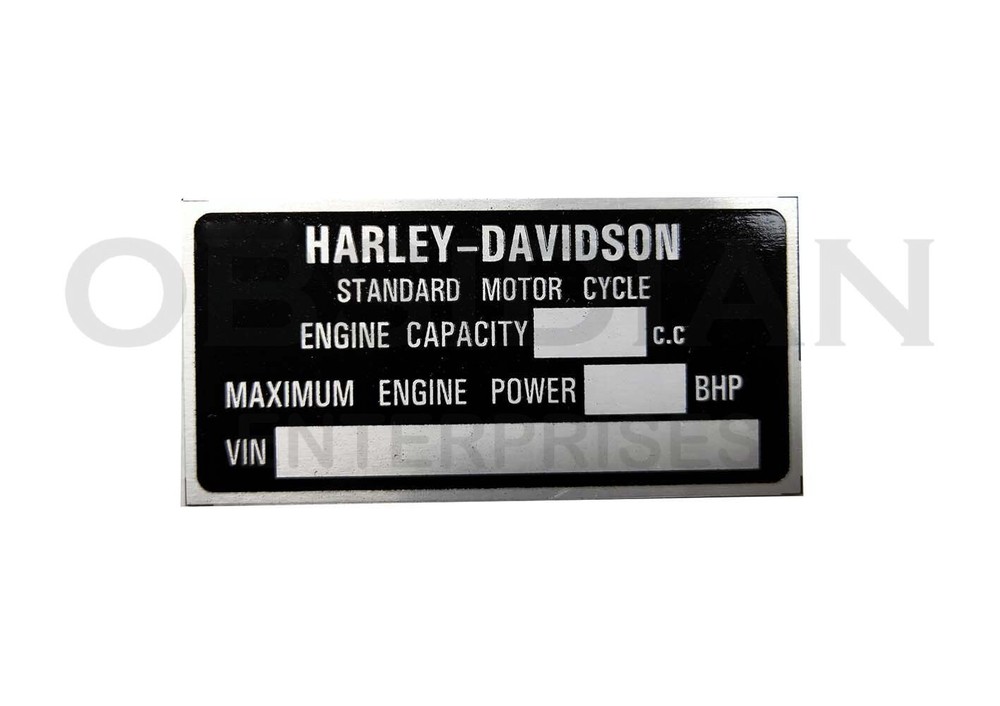 HARLEY-DAVIDSON
STANDARD MOTOR CYCLE
ENGINE CAPACITY c.c
MAXIMUM ENGINE POWER BHP
VIN
OBSIDIAN
ENTERPRISES